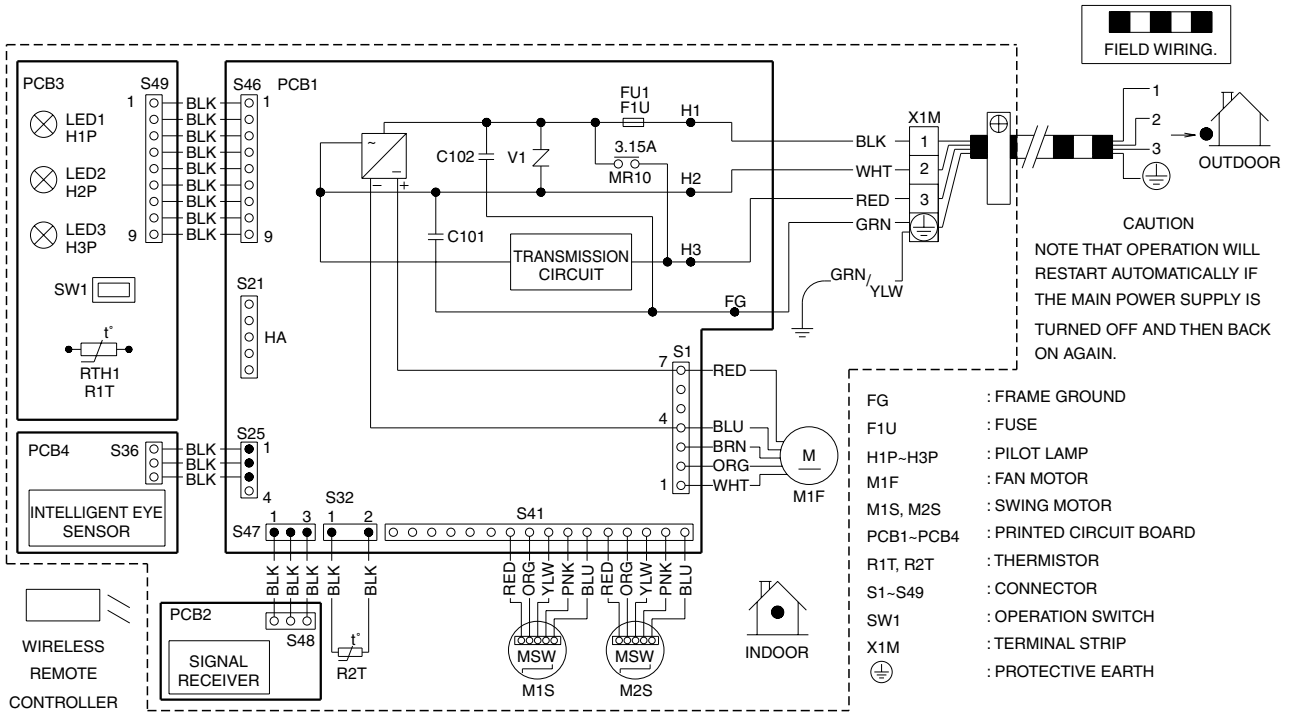 FIELD WIRING.
PCB3
S49
S46
PCB1
1
BLK
1
BLK
BLK
BLK
BLK
BLK
BLK
BLK
9
BLK
9
LED1
H1P
LED2
H2P
LED3
H3P
SW1
t°
RTH1
R1T
S21
HA
~
−
−
+
C102
V1
FU1
F1U
H1
3.15A
MR10
H2
C101
TRANSMISSION
CIRCUIT
H3
FG
BLK
WHT
RED
GRN
GRN/
YLW
X1M
1
2
3
1
2
3
OUTDOOR
CAUTION
NOTE THAT OPERATION WILL
RESTART AUTOMATICALLY IF
THE MAIN POWER SUPPLY IS
TURNED OFF AND THEN BACK
ON AGAIN.
S1
7
RED
4
BLU
BRN
ORG
1
WHT
M
M1F
PCB4
S36
BLK
BLK
BLK
S25
1
4
INTELLIGENT EYE
SENSOR
S47
1
3
S32
1
2
S41
BLK
BLK
BLK
BLK
BLK
RED
ORG
YLW
PNK
BLU
RED
ORG
YLW
PNK
BLU
PCB2
S48
SIGNAL
RECEIVER
t°
R2T
MSW
M1S
MSW
M2S
INDOOR
WIRELESS
REMOTE
CONTROLLER
FG : FRAME GROUND
F1U : FUSE
H1P~H3P : PILOT LAMP
M1F : FAN MOTOR
M1S, M2S : SWING MOTOR
PCB1~PCB4 : PRINTED CIRCUIT BOARD
R1T, R2T : THERMISTOR
S1~S49 : CONNECTOR
SW1 : OPERATION SWITCH
X1M : TERMINAL STRIP
: PROTECTIVE EARTH